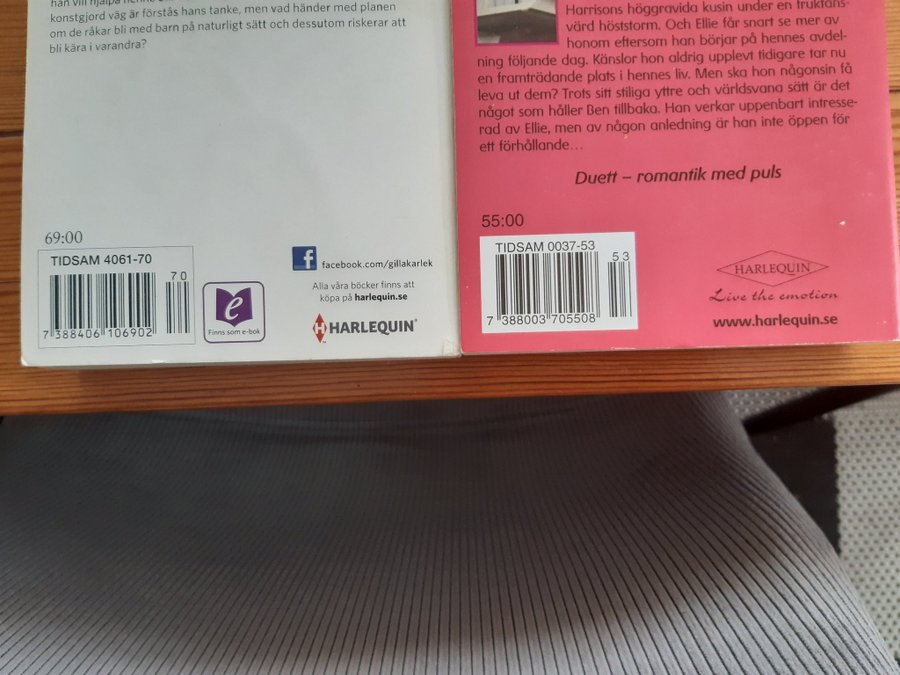 han vill hjälpa henne
konstgjord väg är förstås hans tanke, men vad händer med planen
om de råkar bli med barn på naturligt sätt och dessutom riskerar att
bli kära i varandra?
69:00
TIDSAM 4061-70
70
7 388406 106902
e
Finns som e-bok
f
facebook.com/gillakarlek
Alla våra böcker finns att
köpa på harlequin.se
HARLEQUIN™
Harrisons höggravida kusin under en fruktans-
värd höststorm. Och Ellie får snart se mer av
honom eftersom han börjar på hennes avdel-
ning följande dag. Känslor hon aldrig upplevt tidigare tar nu
en framträdande plats i hennes liv. Men ska hon någonsin få
leva ut dem? Trots sitt stiliga yttre och världsvana sätt är det
något som håller Ben tillbaka. Han verkar uppenbart intresse-
rad av Ellie, men av någon anledning är han inte öppen för
ett förhållande...
Duett – romantik med puls
55:00
TIDSAM 0037-53
53
7 388003 705508
HARLEQUIN
Live the emotion
www.harlequin.se